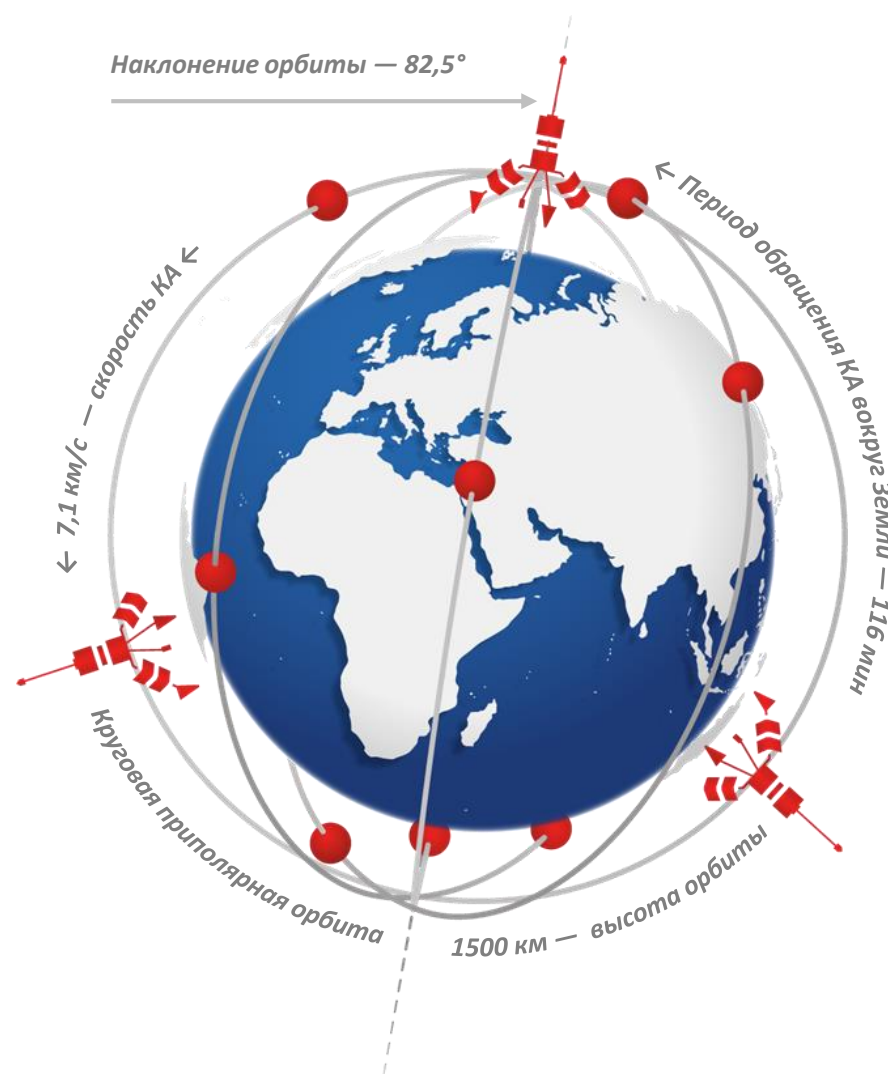 Наклонение орбиты — 82,5°
← Период обращения КА вокруг Земли — 116 мин
← 7,1 км/с — скорость КА ←
Круговая приполярная орбита
1500 км — высота орбиты